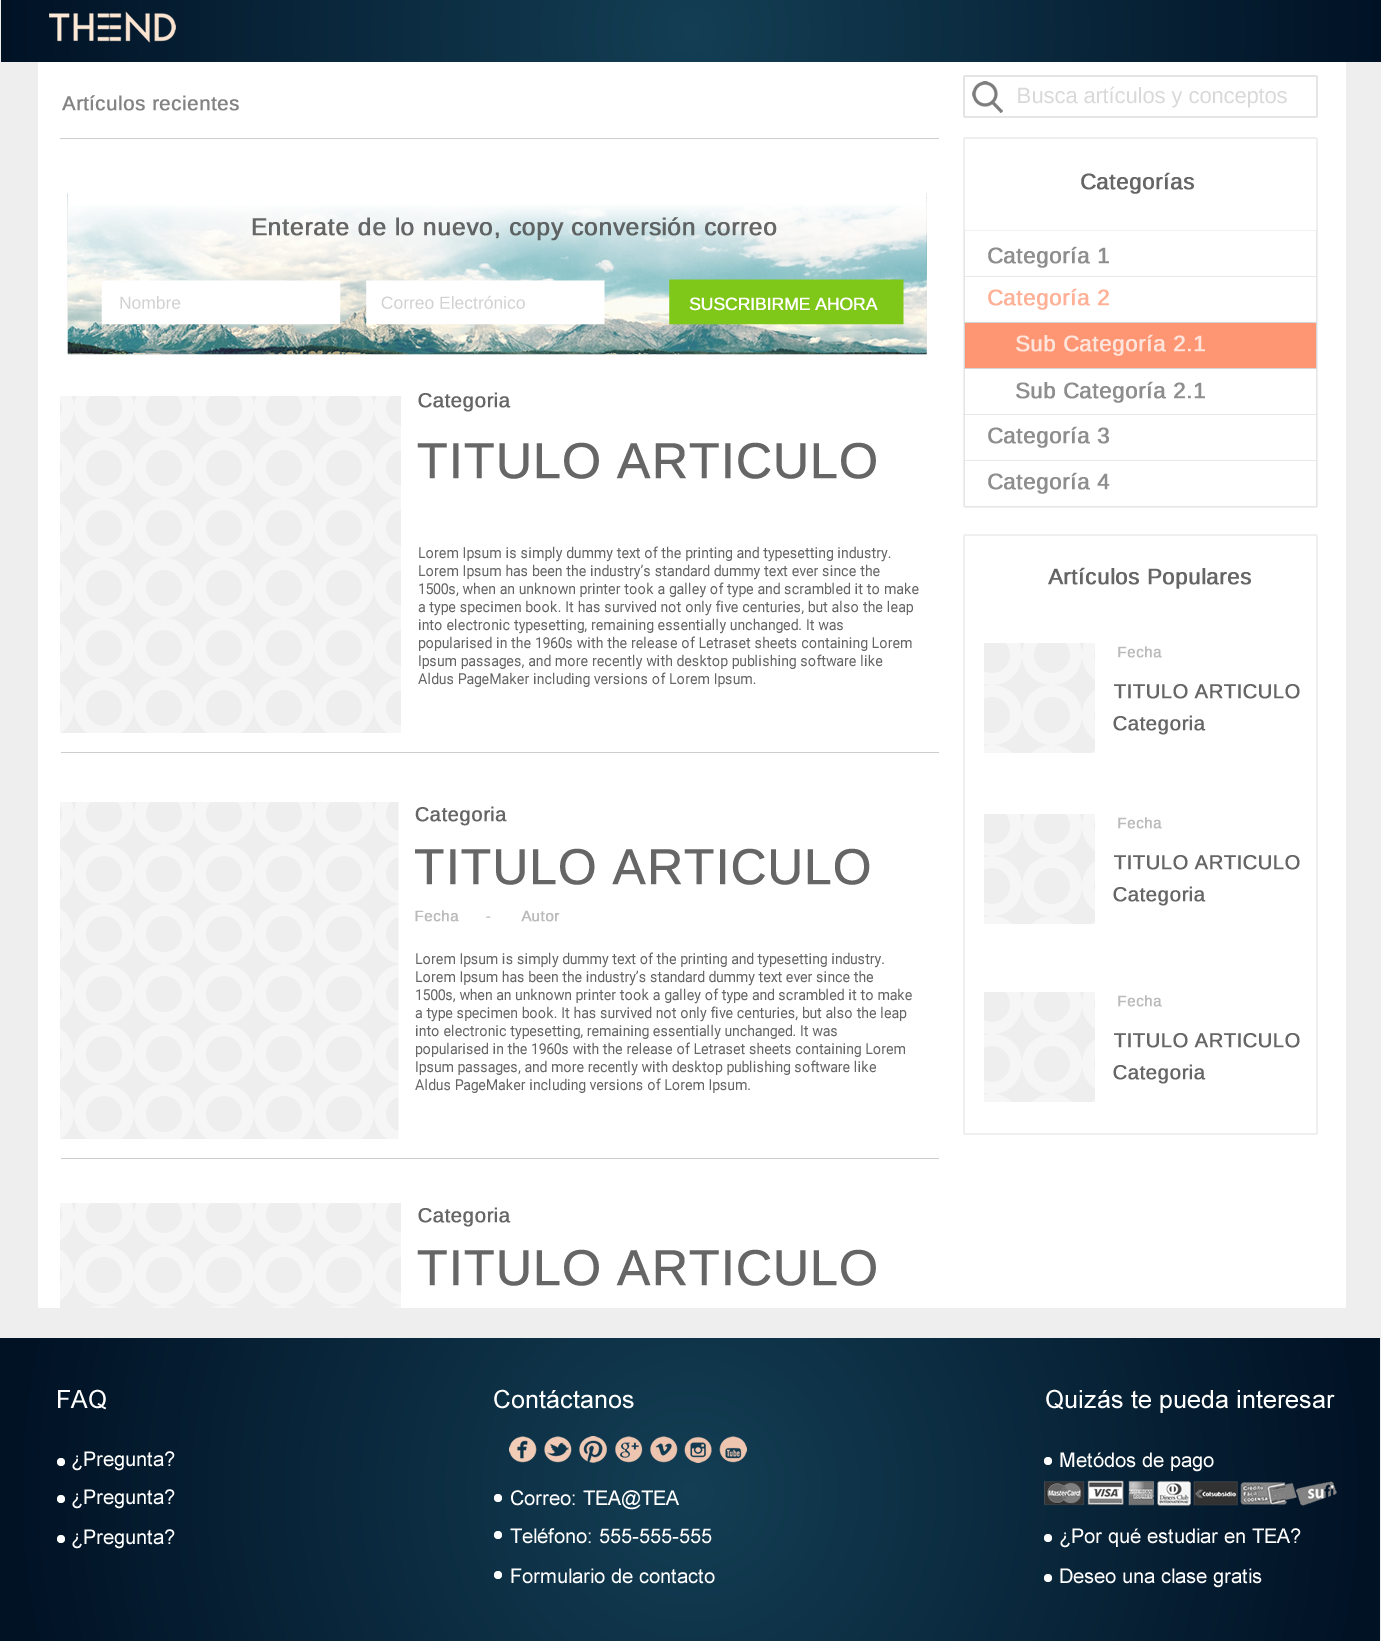 THEND
Artículos recientes
Busca artículos y conceptos
Enterate de lo nuevo, copy conversión correo
Nombre
Correo Electrónico
SUSCRIBIRME AHORA
Categoria
TITULO ARTICULO
Lorem Ipsum is simply dummy text of the printing and typesetting industry.
Lorem Ipsum has been the industry's standard dummy text ever since the
1500s, when an unknown printer took a galley of type and scrambled it to make
a type specimen book. It has survived not only five centuries, but also the leap
into electronic typesetting, remaining essentially unchanged. It was
popularised in the 1960s with the release of Letraset sheets containing Lorem
Ipsum passages, and more recently with desktop publishing software like
Aldus PageMaker including versions of Lorem Ipsum.
Categoria
TITULO ARTICULO
Fecha - Autor
Lorem Ipsum is simply dummy text of the printing and typesetting industry.
Lorem Ipsum has been the industry's standard dummy text ever since the
1500s, when an unknown printer took a galley of type and scrambled it to make
a type specimen book. It has survived not only five centuries, but also the leap
into electronic typesetting, remaining essentially unchanged. It was
popularised in the 1960s with the release of Letraset sheets containing Lorem
Ipsum passages, and more recently with desktop publishing software like
Aldus PageMaker including versions of Lorem Ipsum.
Categoria
TITULO ARTICULO
Categorías
Categoría 1
Categoría 2
Sub Categoría 2.1
Sub Categoría 2.1
Categoría 3
Categoría 4
Artículos Populares
Fecha
TITULO ARTICULO
Categoria
Fecha
TITULO ARTICULO
Categoria
Fecha
TITULO ARTICULO
Categoria
FAQ
• ¿Pregunta?
• ¿Pregunta?
• ¿Pregunta?
Contáctanos
Tube
• Correo: TEA@TEA
• Teléfono: 555-555-555
• Formulario de contacto
Quizás te pueda interesar
• Metódos de pago
MasterCard VISA Diners Club Colsubsidio
• ¿Por qué estudiar en TEA?
• Deseo una clase gratis